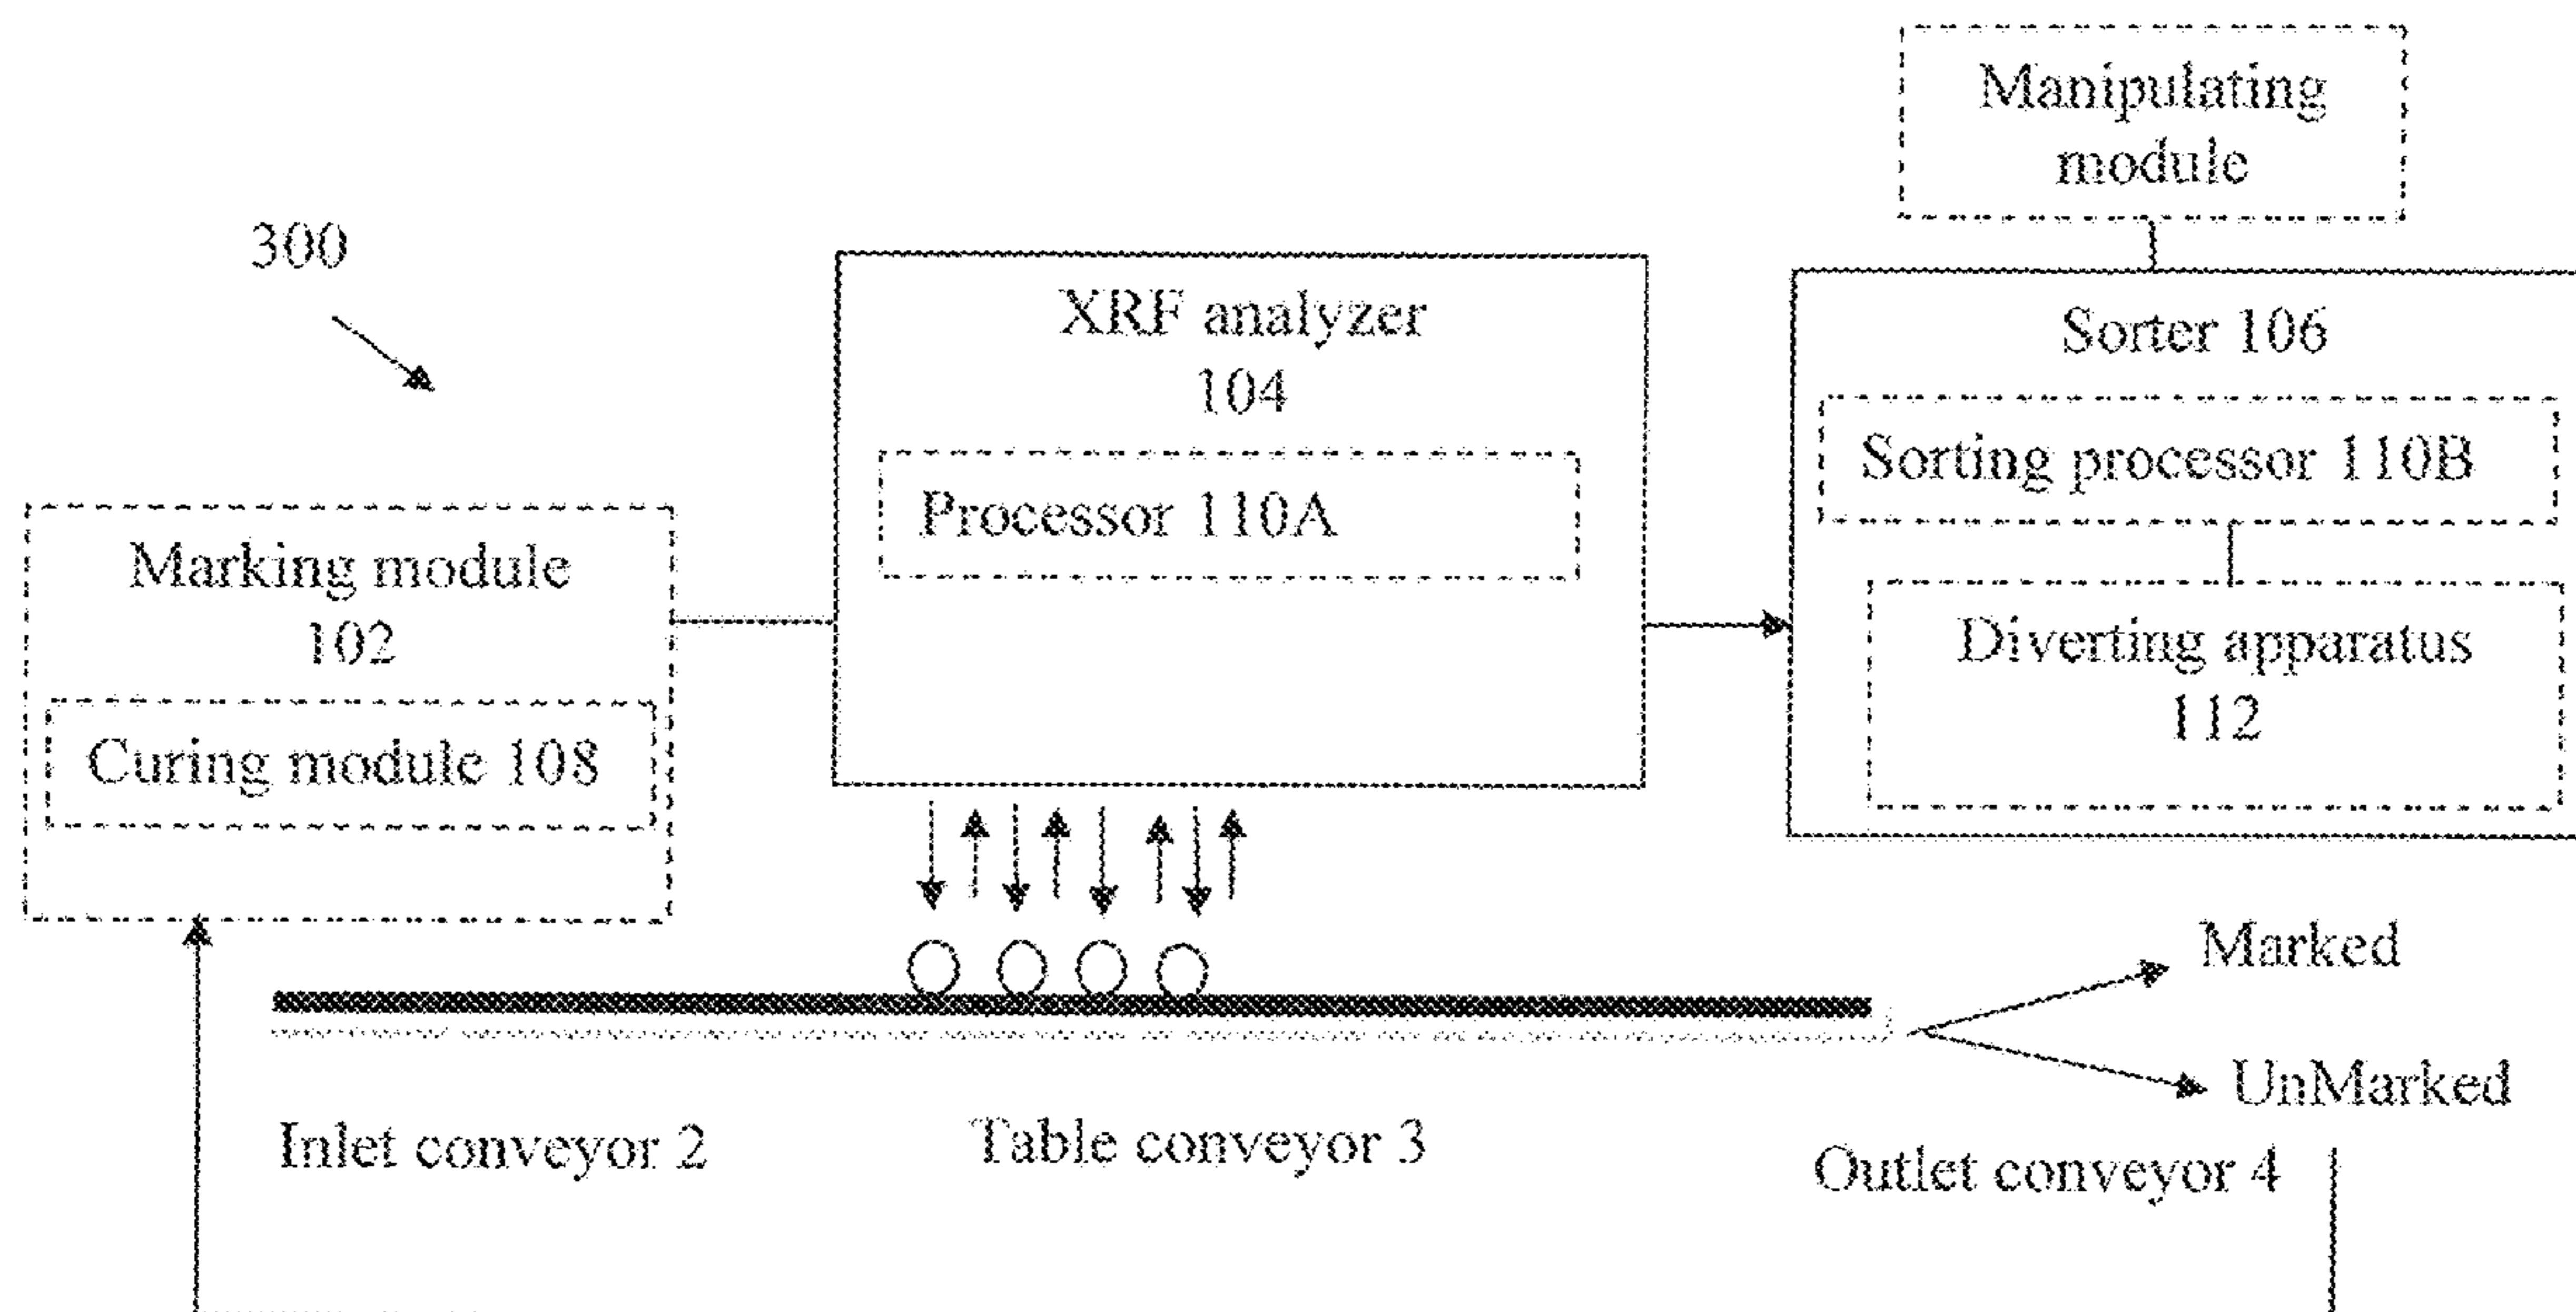 Manipulating
module
300
XRF analyzer
104
Processor 110A
Sorter 106
Sorting processor 110B
Diverting apparatus
112
Marking module
102
Curing module 108
Marked
UnMarked
Inlet conveyor 2
Table conveyor 3
Outlet conveyor 4